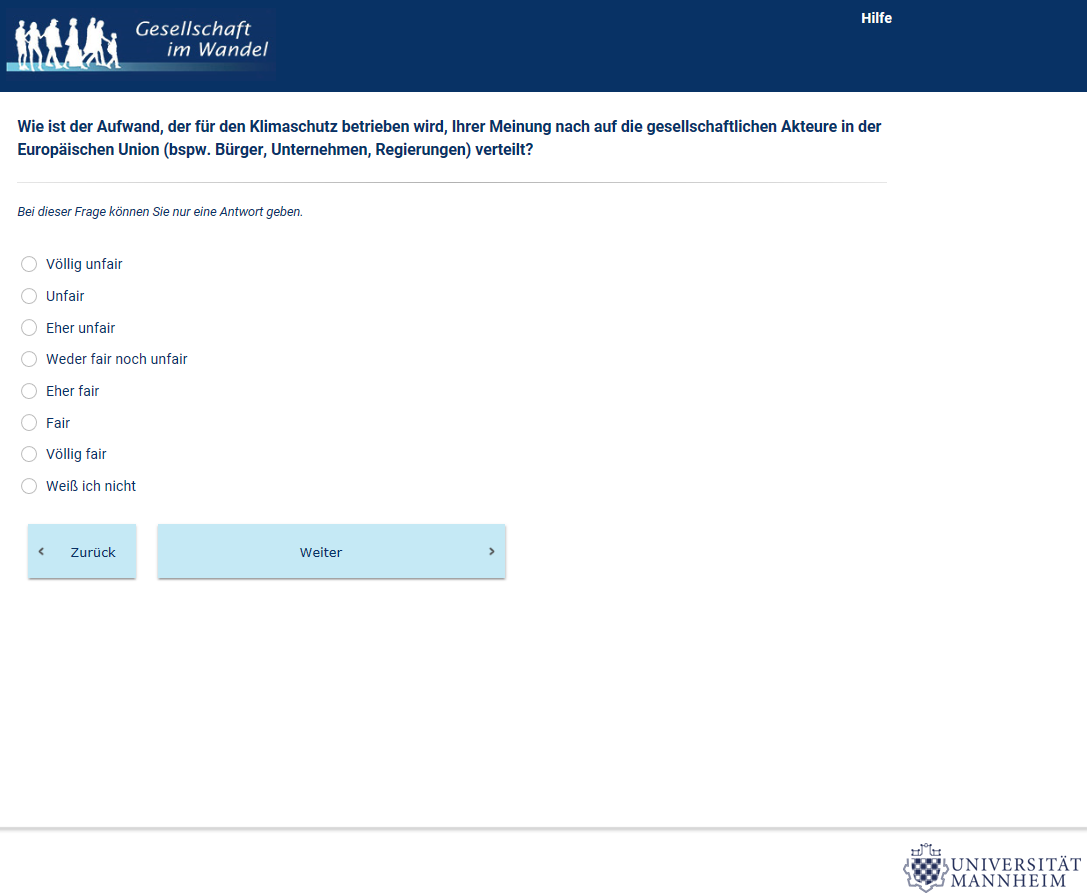 Gesellschaft
im Wandel
Hilfe
Wie ist der Aufwand, der für den Klimaschutz betrieben wird, Ihrer Meinung nach auf die gesellschaftlichen Akteure in der
Europäischen Union (bspw. Bürger, Unternehmen, Regierungen) verteilt?
Bei dieser Frage können Sie nur eine Antwort geben.
Völlig unfair
Unfair
Eher unfair
Weder fair noch unfair
Eher fair
Fair
Völlig fair
Weiß ich nicht
Zurück
Weiter
UNIVERSITÄT
MANNHEIM